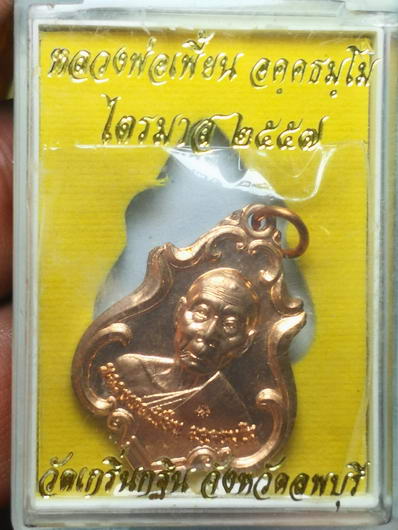 หลวงพ่อเพี้ยน อคฺคธมฺโม
ไตรมาส ๒๕๕๗
วัดเกริ่นกฐิน จังหวัดลพบุรี